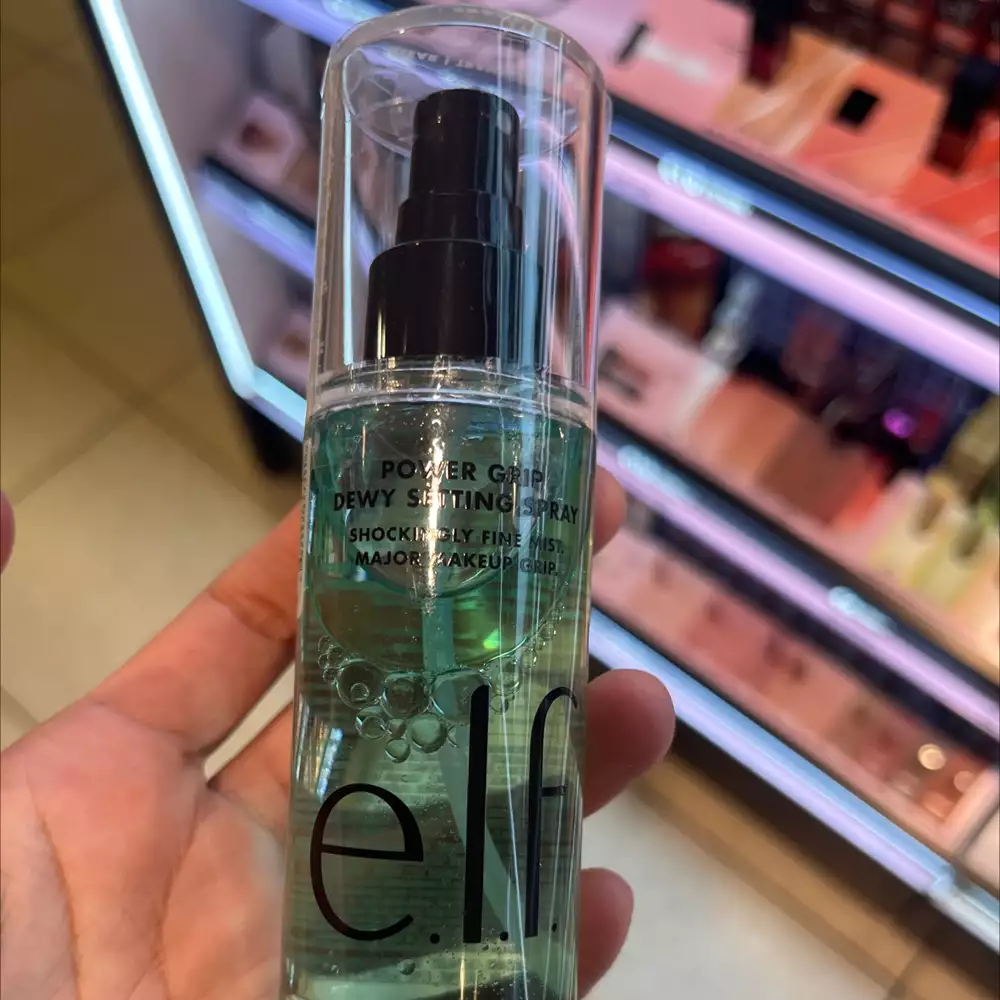 POWER GRIP
DEWY SETTING SPRAY
SHOCKINGLY FINE MIST.
MAJOR MAKEUP GRIP.
e.l.f.